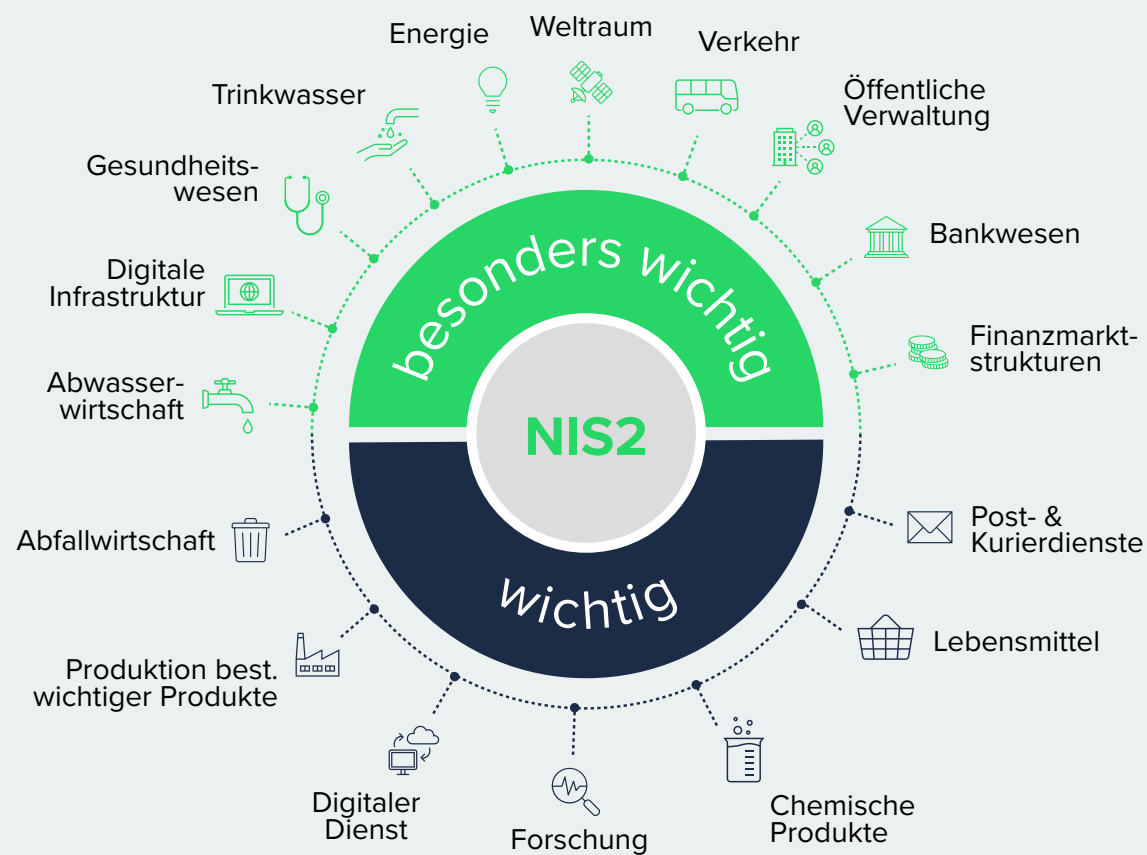 Energie
Weltraum
Verkehr
Trinkwasser
Öffentliche
Verwaltung
Gesundheits-
wesen
Bankwesen
Digitale
Infrastruktur
Finanzmarkt-
strukturen
Abwasser-
wirtschaft
besonders wichtig
NIS2
wichtig
Abfallwirtschaft
Post- &
Kurierdienste
Produktion best.
wichtiger Produkte
Lebensmittel
Digitaler
Dienst
Forschung
Chemische
Produkte